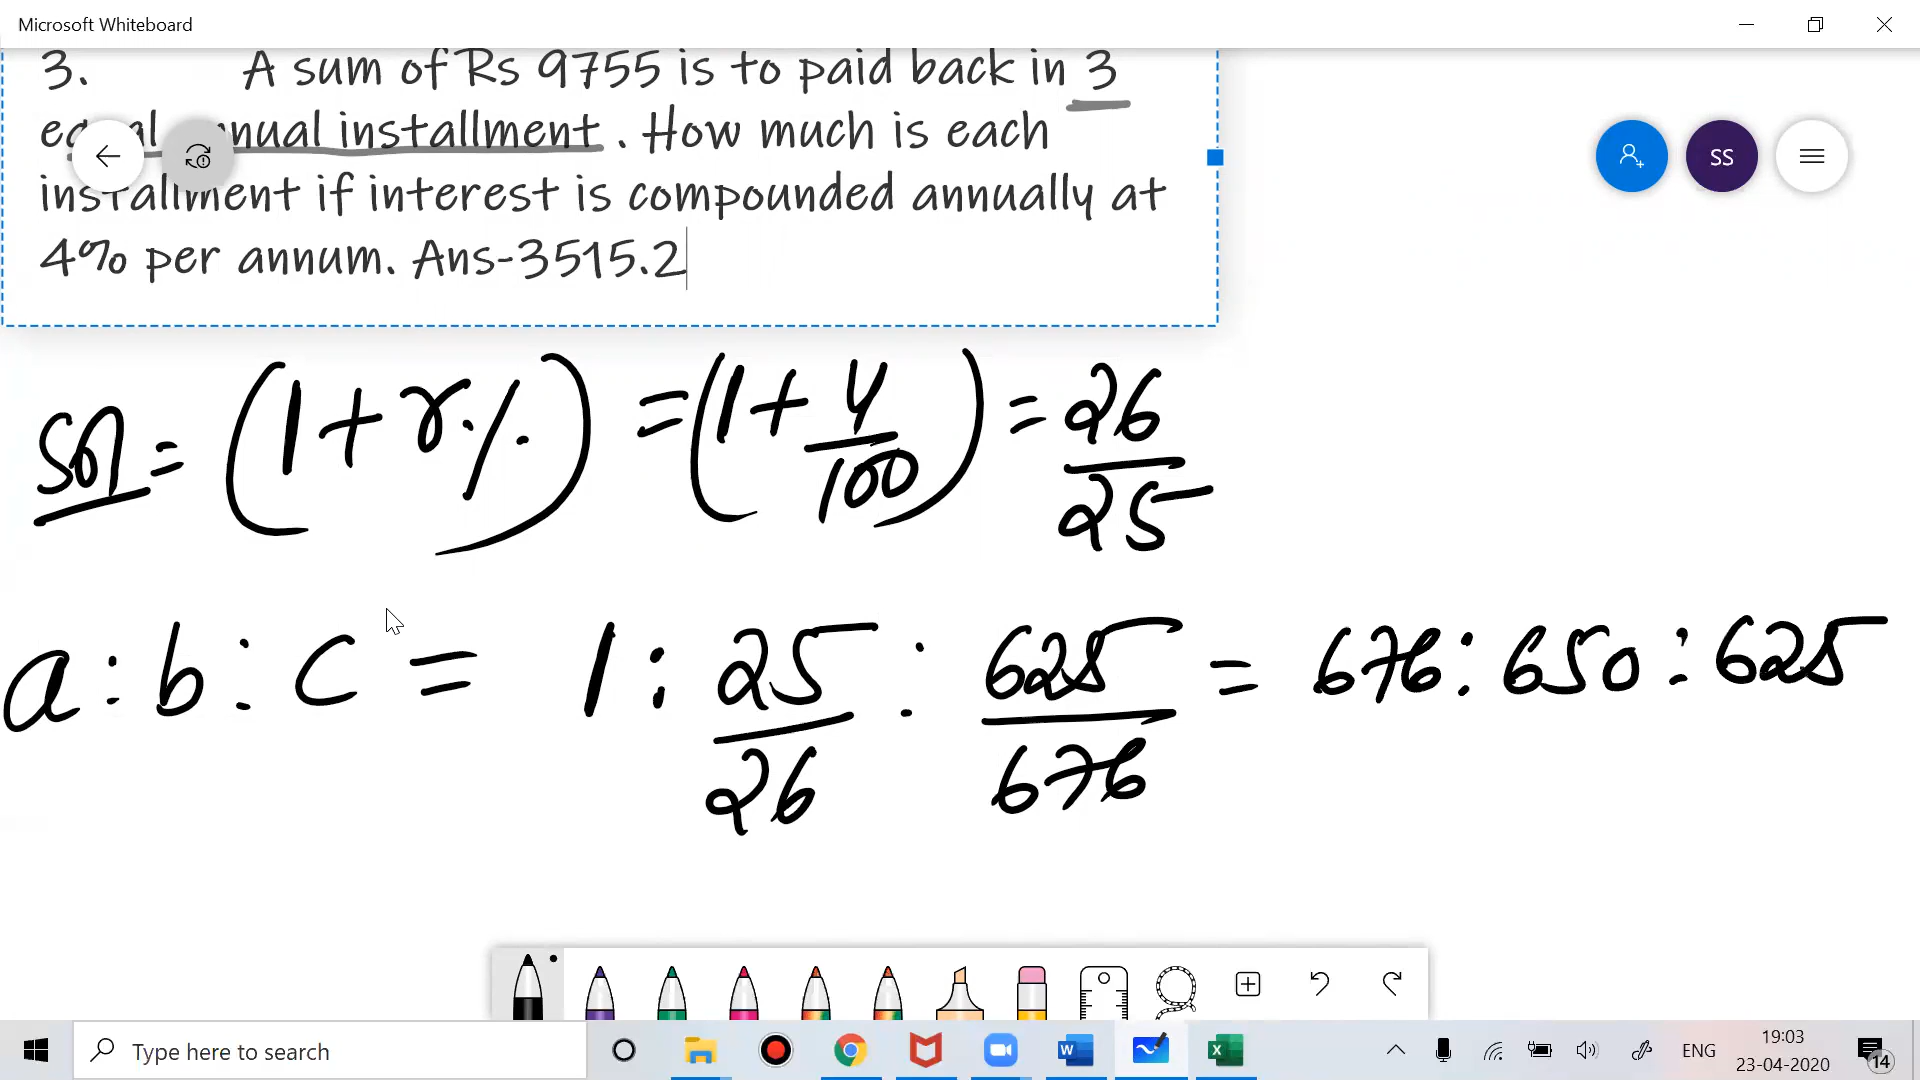 Microsoft Whiteboard
3. A sum of Rs 9755 is to paid back in 3
equal annual installment . How much is each
installment if interest is compounded annually at
4% per annum. Ans-3515.2
SS
Sol = (1 + r%) = (1 + 4/100) = 26/25
a : b : c = 1 : 25/26 : 625/676 = 676 : 650 : 625
Type here to search
ENG
19:03
23-04-2020
14